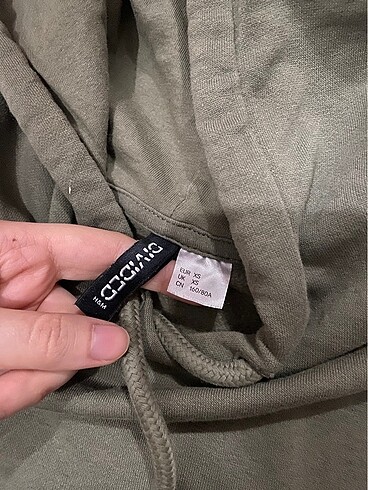 DIVIDED
H&M
EUR XS
UK XS
CN 160/80A